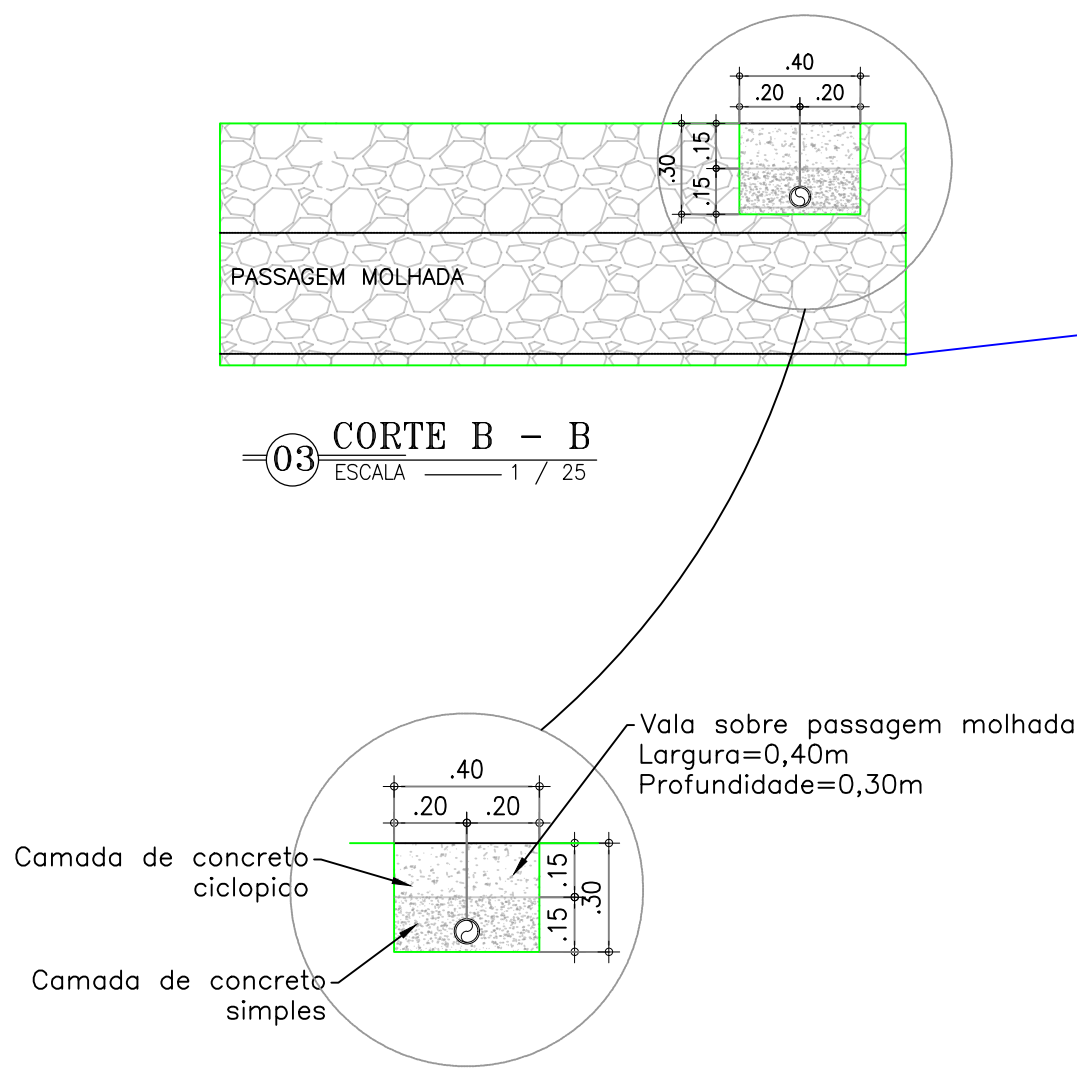 .40
.20
.20
.15
.30
.15
PASSAGEM MOLHADA
03
CORTE B - B
ESCALA 1 / 25
Vala sobre passagem molhada
Largura=0,40m
Profundidade=0,30m
.40
.20
.20
Camada de concreto
ciclopico
.15
.30
.15
Camada de concreto
simples